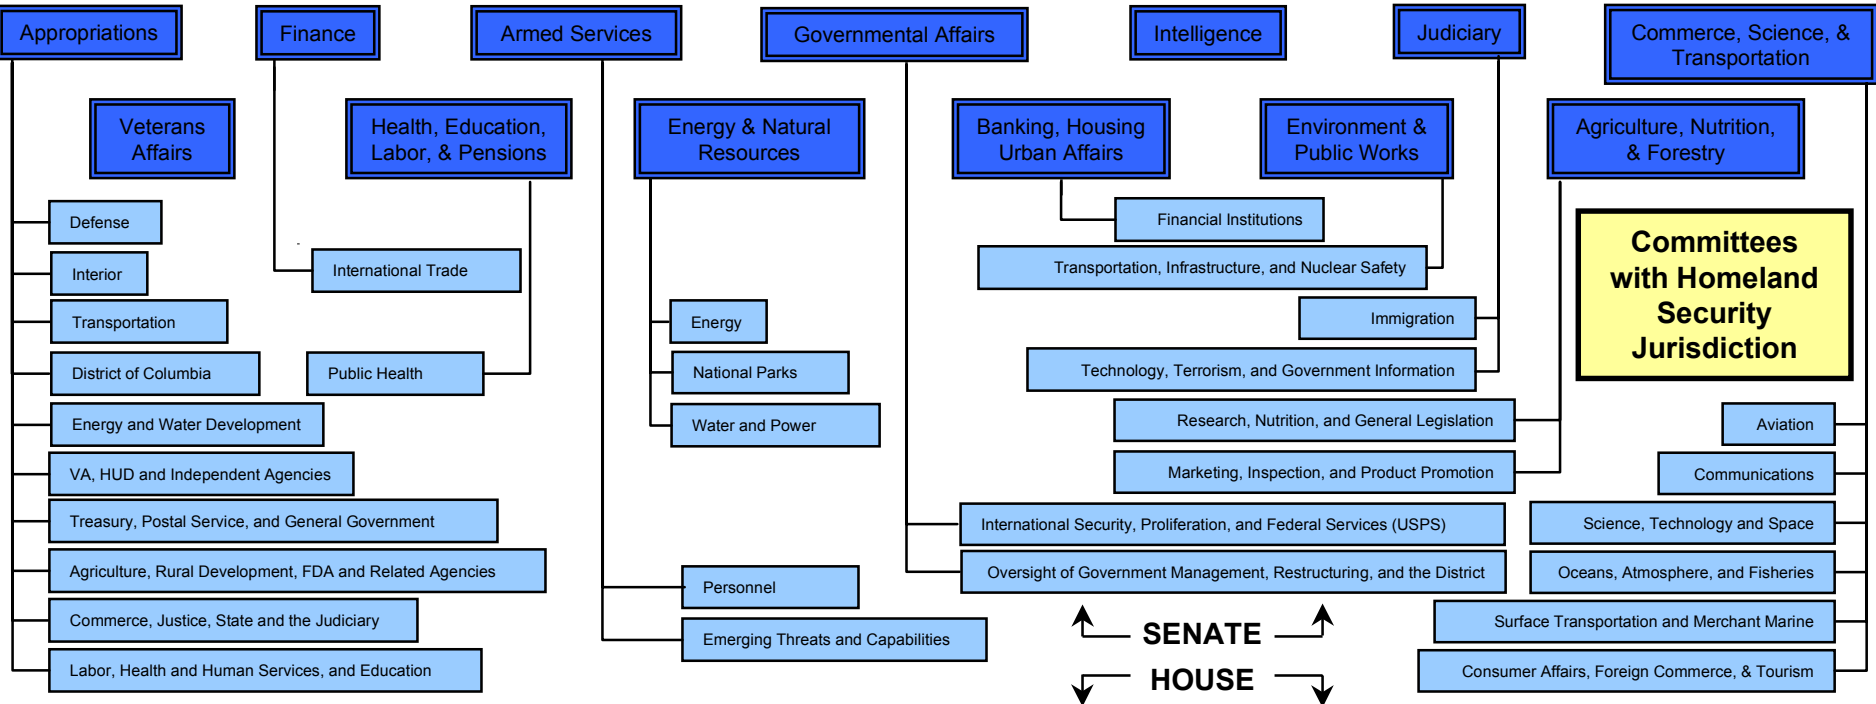 Appropriations
Finance
Armed Services
Governmental Affairs
Intelligence
Judiciary
Commerce, Science, &
Transportation
Veterans
Affairs
Health, Education,
Labor, & Pensions
Energy & Natural
Resources
Banking, Housing
Urban Affairs
Environment &
Public Works
Agriculture, Nutrition,
& Forestry
Defense
Interior
Transportation
District of Columbia
Energy and Water Development
VA, HUD and Independent Agencies
Treasury, Postal Service, and General Government
Agriculture, Rural Development, FDA and Related Agencies
Commerce, Justice, State and the Judiciary
Labor, Health and Human Services, and Education
International Trade
Public Health
Energy
National Parks
Water and Power
Personnel
Emerging Threats and Capabilities
Financial Institutions
Transportation, Infrastructure, and Nuclear Safety
Immigration
Technology, Terrorism, and Government Information
Research, Nutrition, and General Legislation
Marketing, Inspection, and Product Promotion
International Security, Proliferation, and Federal Services (USPS)
Oversight of Government Management, Restructuring, and the District
Committees
with Homeland
Security
Jurisdiction
Aviation
Communications
Science, Technology and Space
Oceans, Atmosphere, and Fisheries
Surface Transportation and Merchant Marine
Consumer Affairs, Foreign Commerce, & Tourism
SENATE
HOUSE